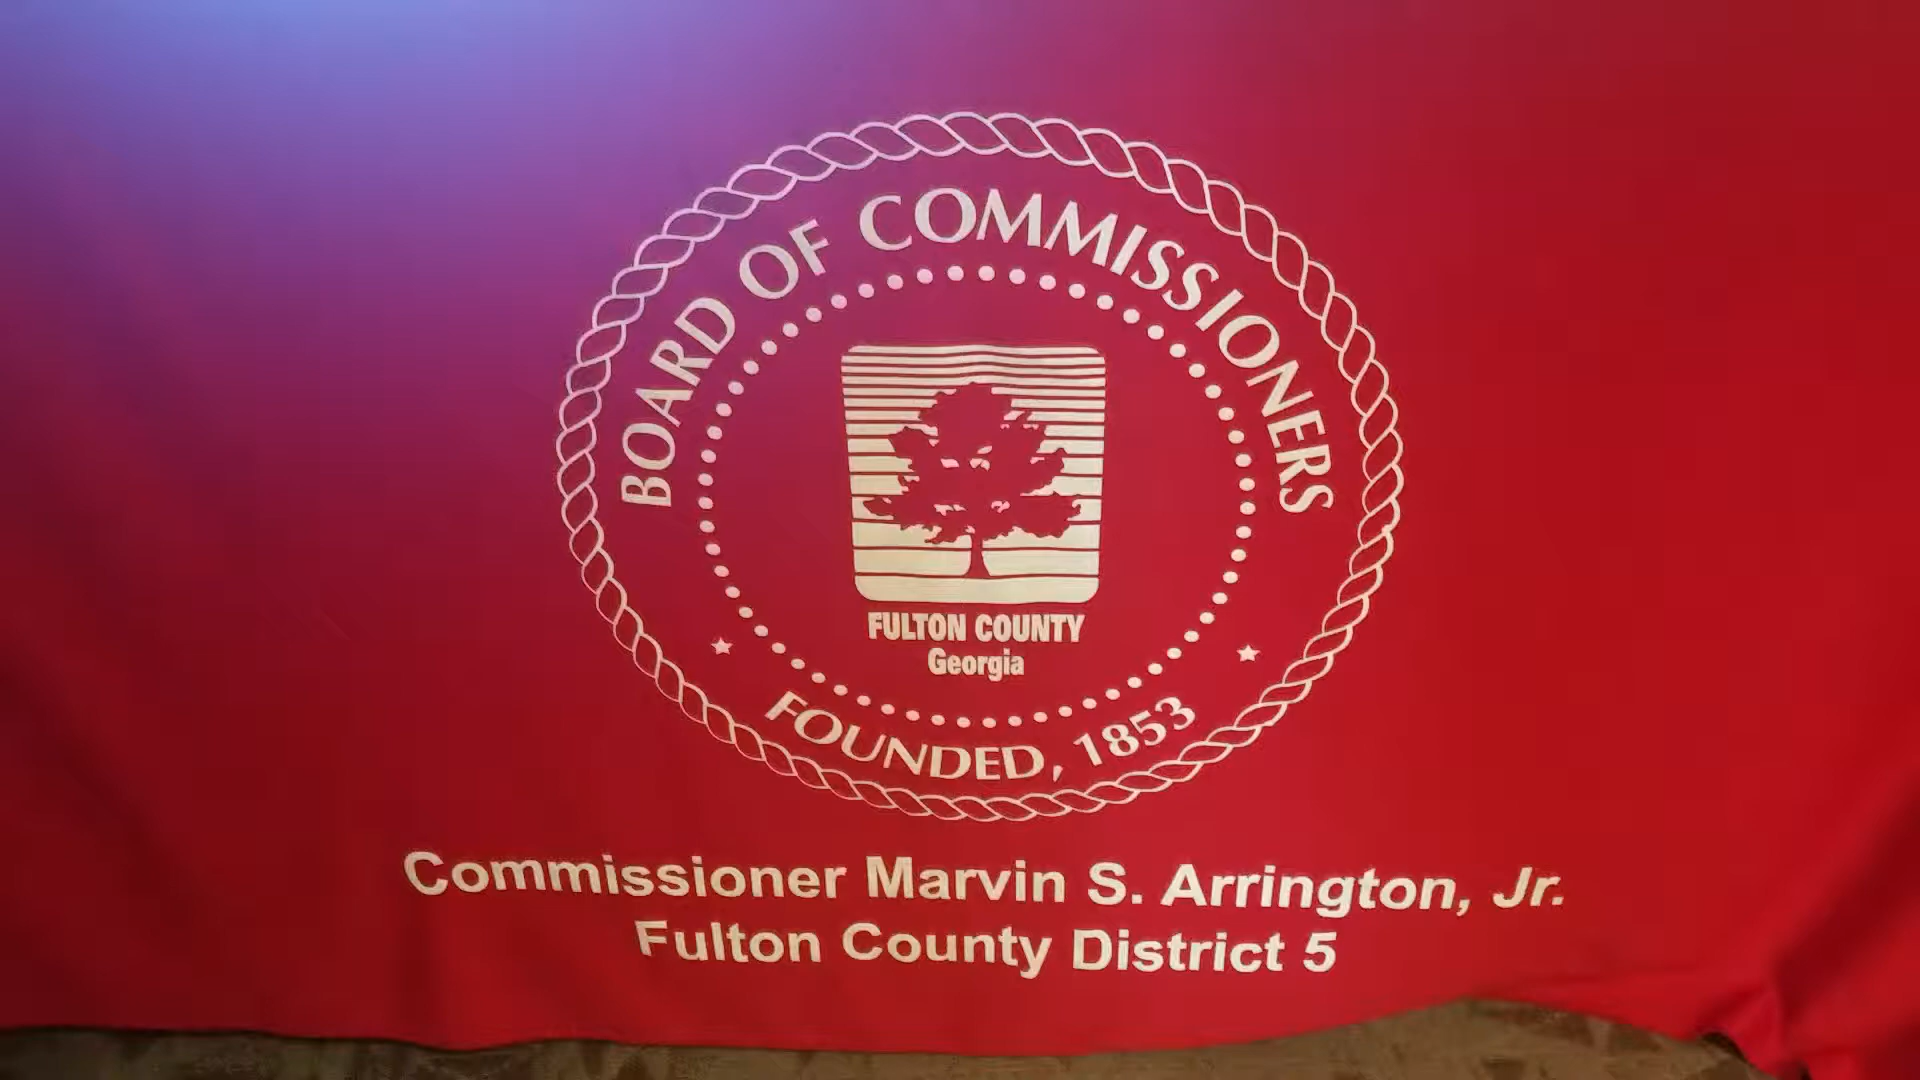 BOARD OF COMMISSIONERS
FULTON COUNTY
Georgia
FOUNDED, 1853
Commissioner Marvin S. Arrington, Jr.
Fulton County District 5